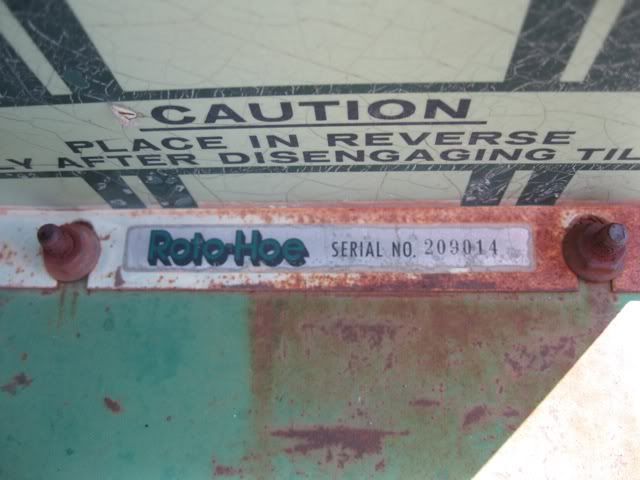 CAUTION
PLACE IN REVERSE
AFTER DISENGAGING
Roto-Hoe SERIAL NO. 209014